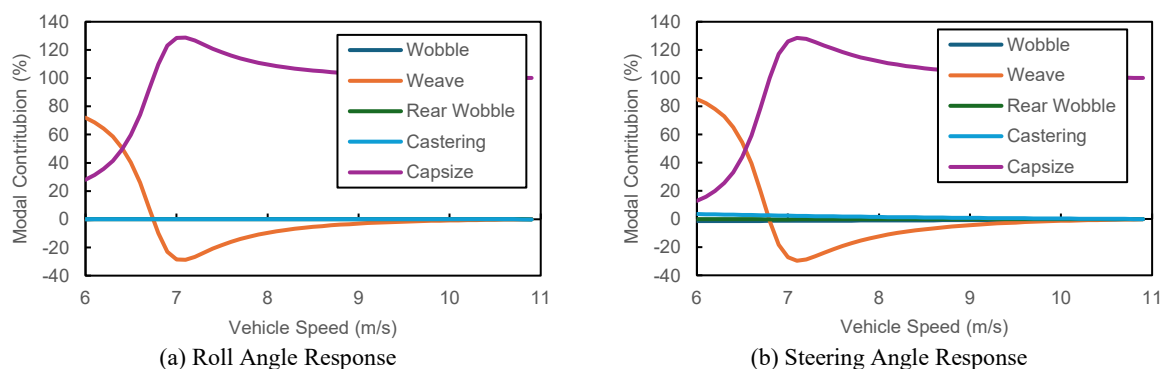 140
120
100
80
60
40
20
0
-20
-40
Modal Contritubion (%)
Wobble
Weave
Rear Wobble
Castering
Capsize
6 7 8 9 10 11
Vehicle Speed (m/s)
(a) Roll Angle Response
140
120
100
80
60
40
20
0
-20
-40
Modal Contritubion (%)
Wobble
Weave
Rear Wobble
Castering
Capsize
6 7 8 9 10 11
Vehicle Speed (m/s)
(b) Steering Angle Response